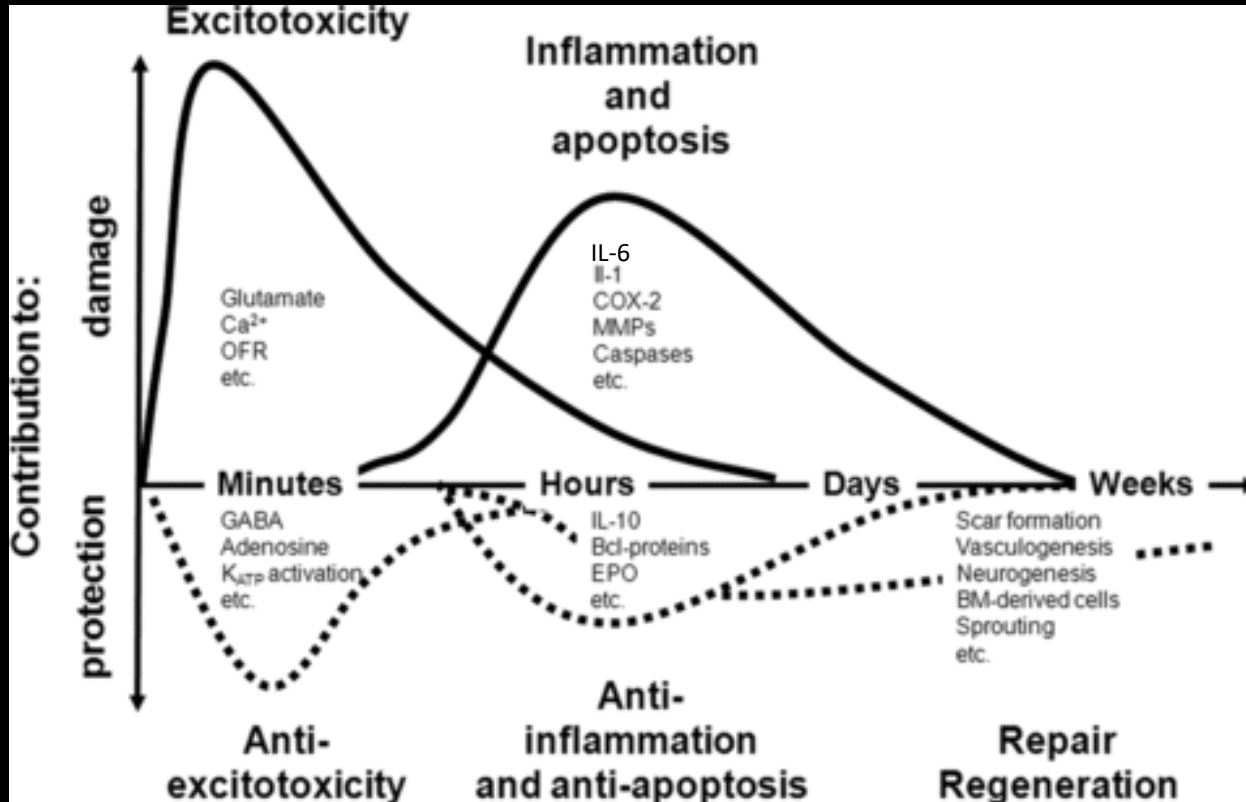 Excitotoxicity
Inflammation
and
apoptosis
Contribution to:
damage
protection
Glutamate
Ca²⁺
OFR
etc.
IL-6
Il-1
COX-2
MMPs
Caspases
etc.
Minutes
Hours
Days
Weeks
GABA
Adenosine
K_ATP activation
etc.
IL-10
Bcl-proteins
EPO
etc.
Scar formation
Vasculogenesis
Neurogenesis
BM-derived cells
Sprouting
etc.
Anti-
excitotoxicity
Anti-
inflammation
and anti-apoptosis
Repair
Regeneration